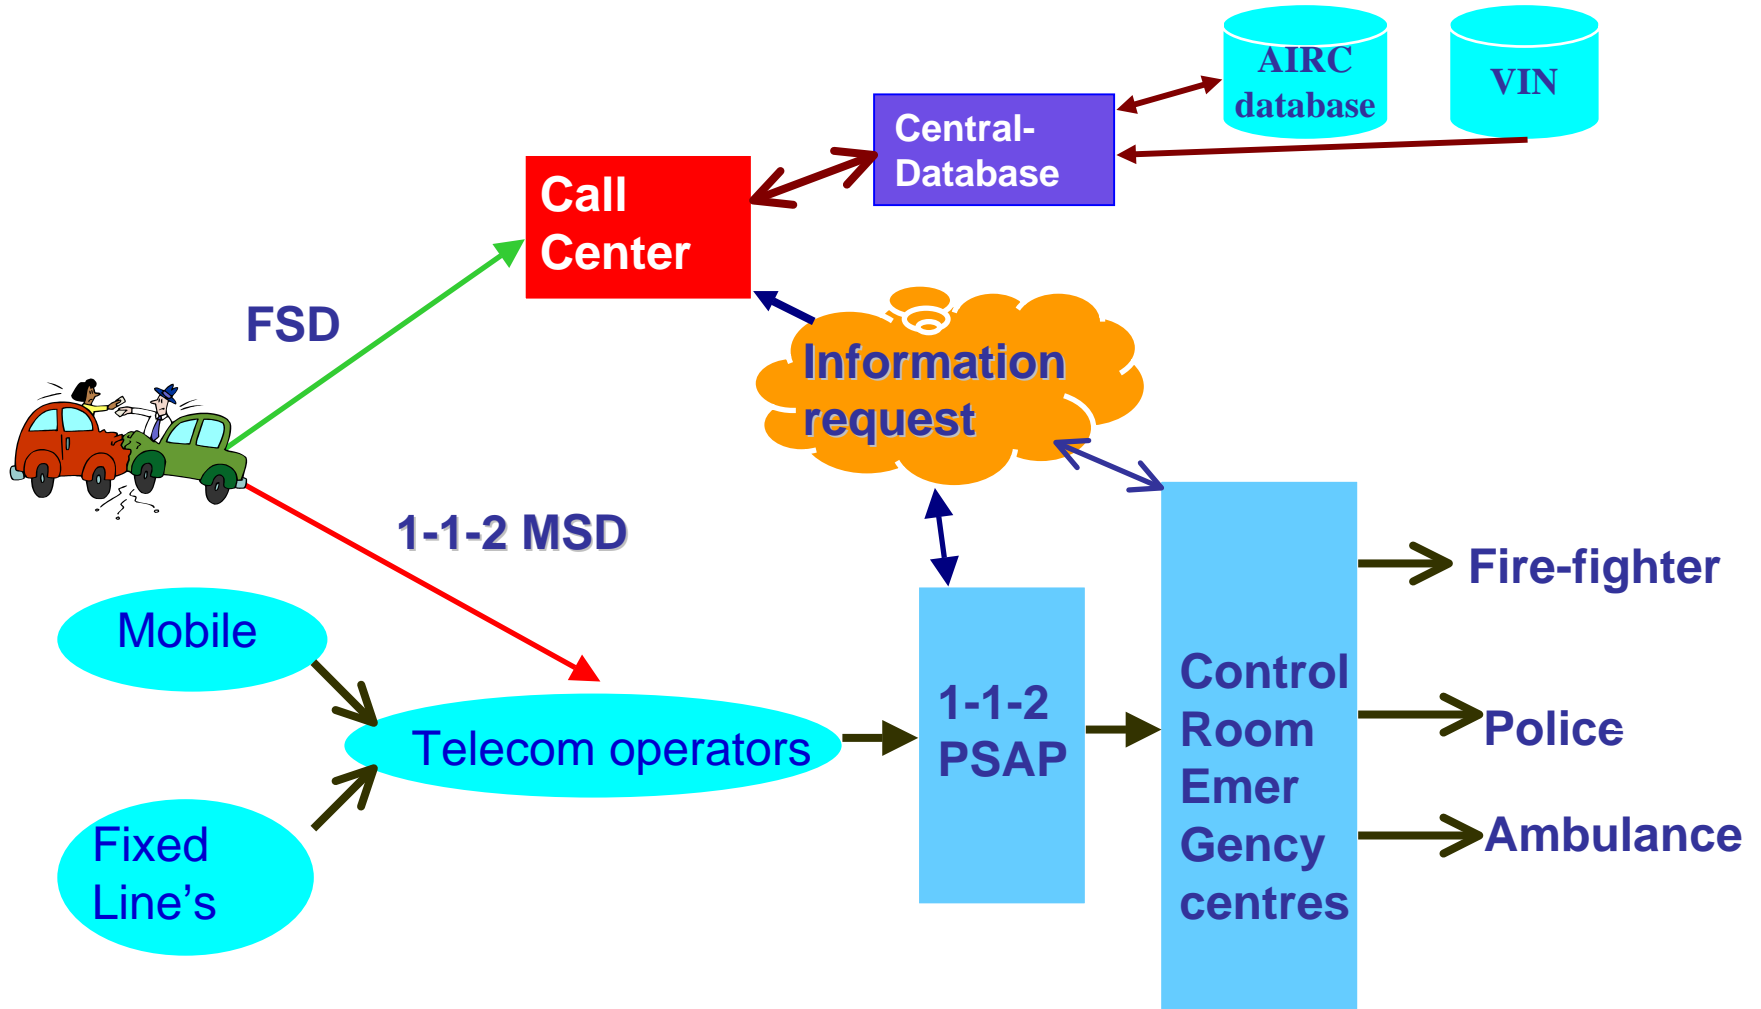 AIRC
database
VIN
Central-
Database
Call
Center
FSD
Information
request
1-1-2 MSD
Mobile
Telecom operators
Fixed
Line’s
1-1-2
PSAP
Control
Room
Emer
Gency
centres
Fire-fighter
Police
Ambulance